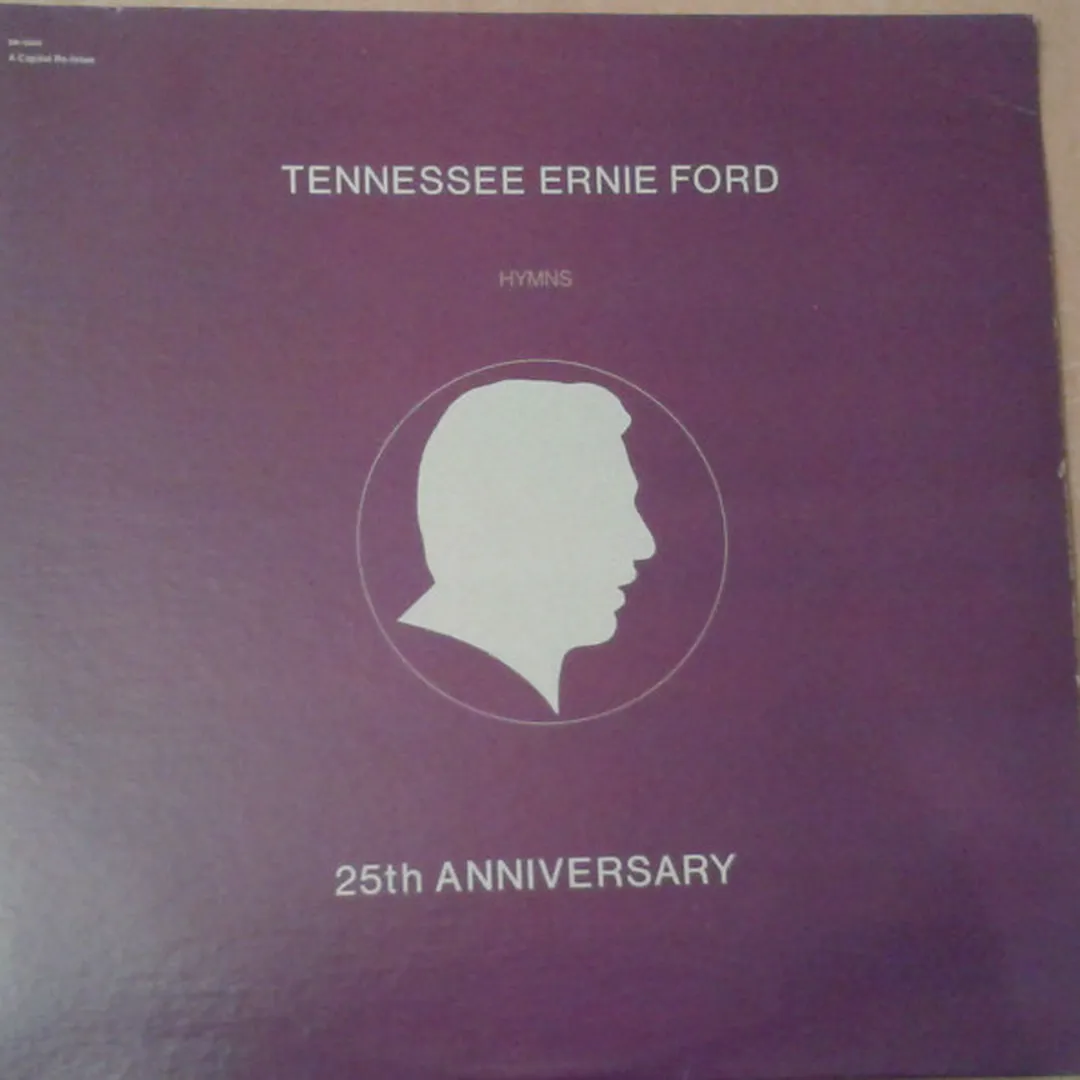 A Capitol Re-Issue
TENNESSEE ERNIE FORD
HYMNS
25th ANNIVERSARY